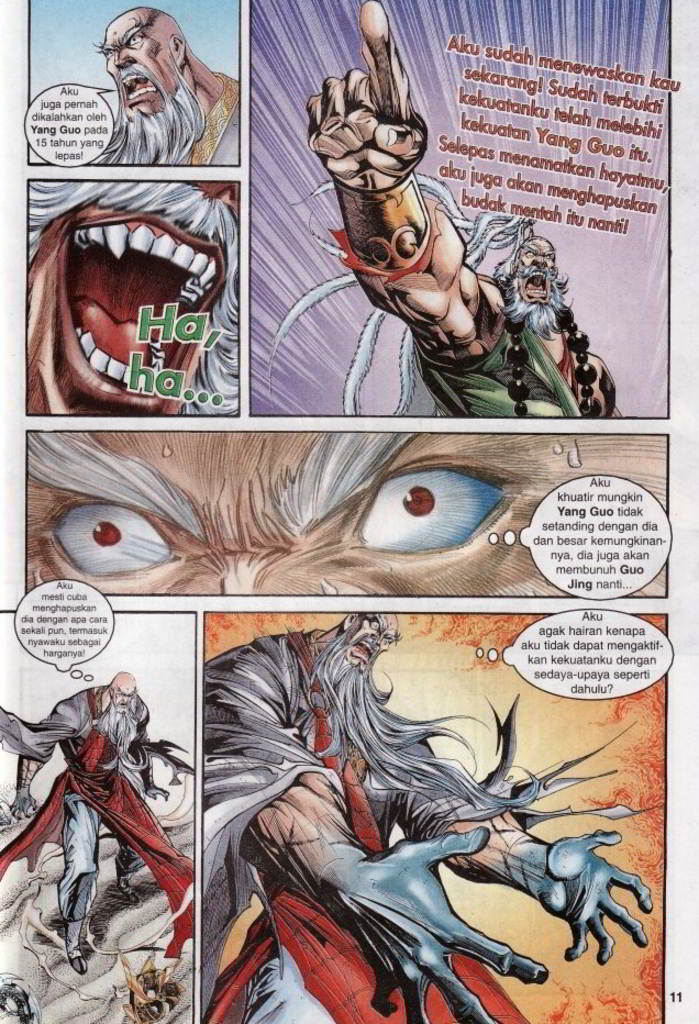 Aku
juga pernah
dikalahkan oleh
Yang Guo pada
15 tahun yang
lepas!
Aku sudah menewaskan kau
sekarang! Sudah terbukti
kekuatanku telah melebihi
kekuatan Yang Guo itu.
Selepas menamatkan hayatmu,
aku juga akan menghapuskan
budak mentah itu nanti!
Ha,
ha...
Aku
khuatir mungkin
Yang Guo tidak
setanding dengan dia
dan besar kemungkinan-
nya, dia juga akan
membunuh Guo
Jing nanti...
Aku
mesti cuba
menghapuskan
dia dengan apa cara
sekali pun, termasuk
nyawaku sebagai
harganya!
Aku
agak hairan kenapa
aku tidak dapat mengaktif-
kan kekuatanku dengan
sedaya-upaya seperti
dahulu?
11